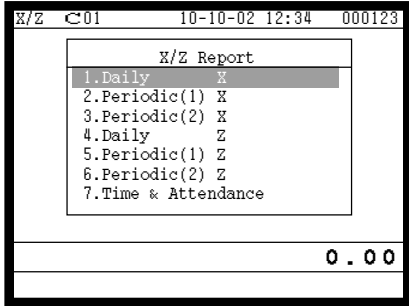 X/Z C01 10-10-02 12:34 000123
X/Z Report
1.Daily X
2.Periodic(1) X
3.Periodic(2) X
4.Daily Z
5.Periodic(1) Z
6.Periodic(2) Z
7.Time & Attendance
0.00